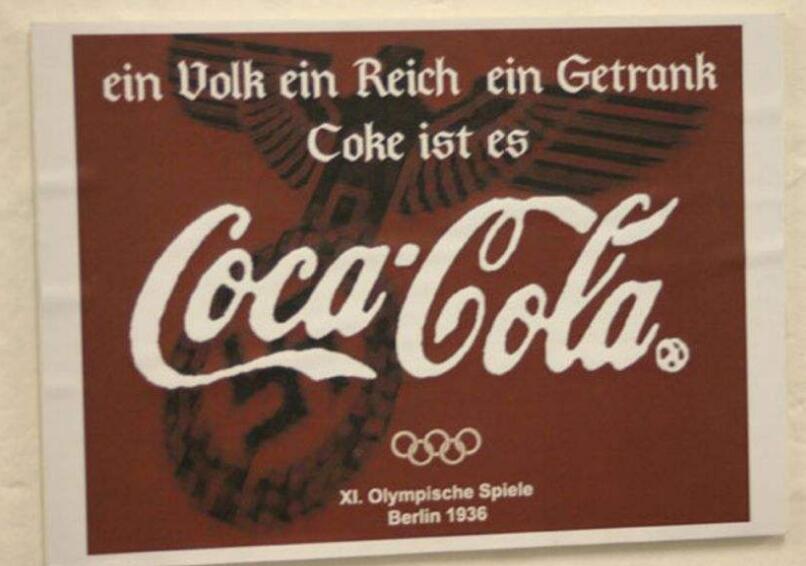 ein Volk ein Reich ein Getrank
Coke ist es
Coca-Cola
XI. Olympische Spiele
Berlin 1936